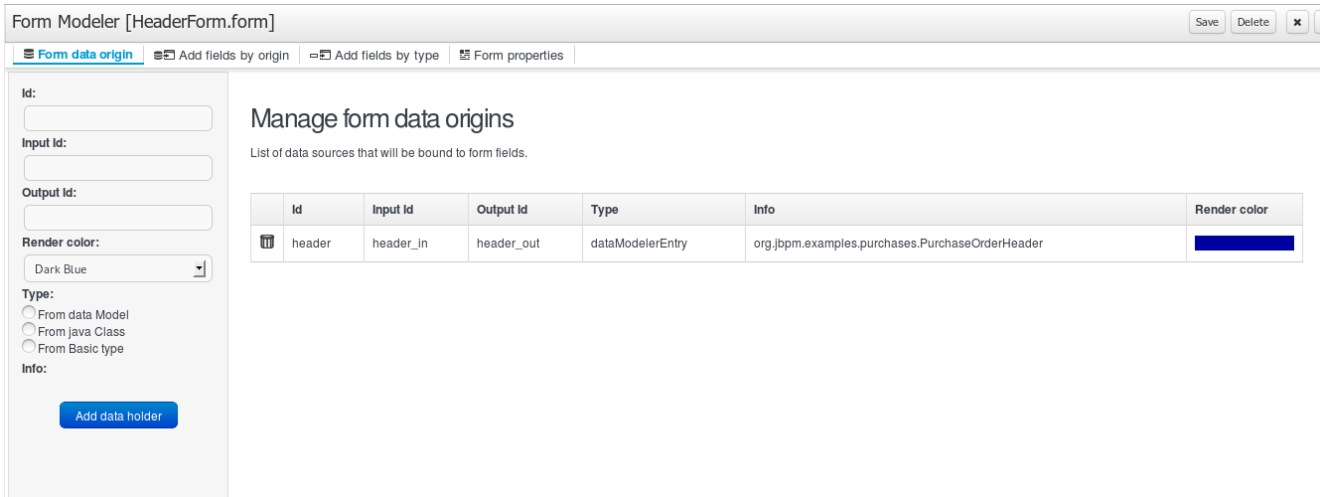 Form Modeler [HeaderForm.form]
Save Delete
Form data origin Add fields by origin Add fields by type Form properties
Id:
Input Id:
Output Id:
Render color:
Dark Blue
Type:
From data Model
From java Class
From Basic type
Info:
Add data holder
Manage form data origins
List of data sources that will be bound to form fields.
Id Input Id Output Id Type Info Render color
header header_in header_out dataModelerEntry org.jbpm.examples.purchases.PurchaseOrderHeader